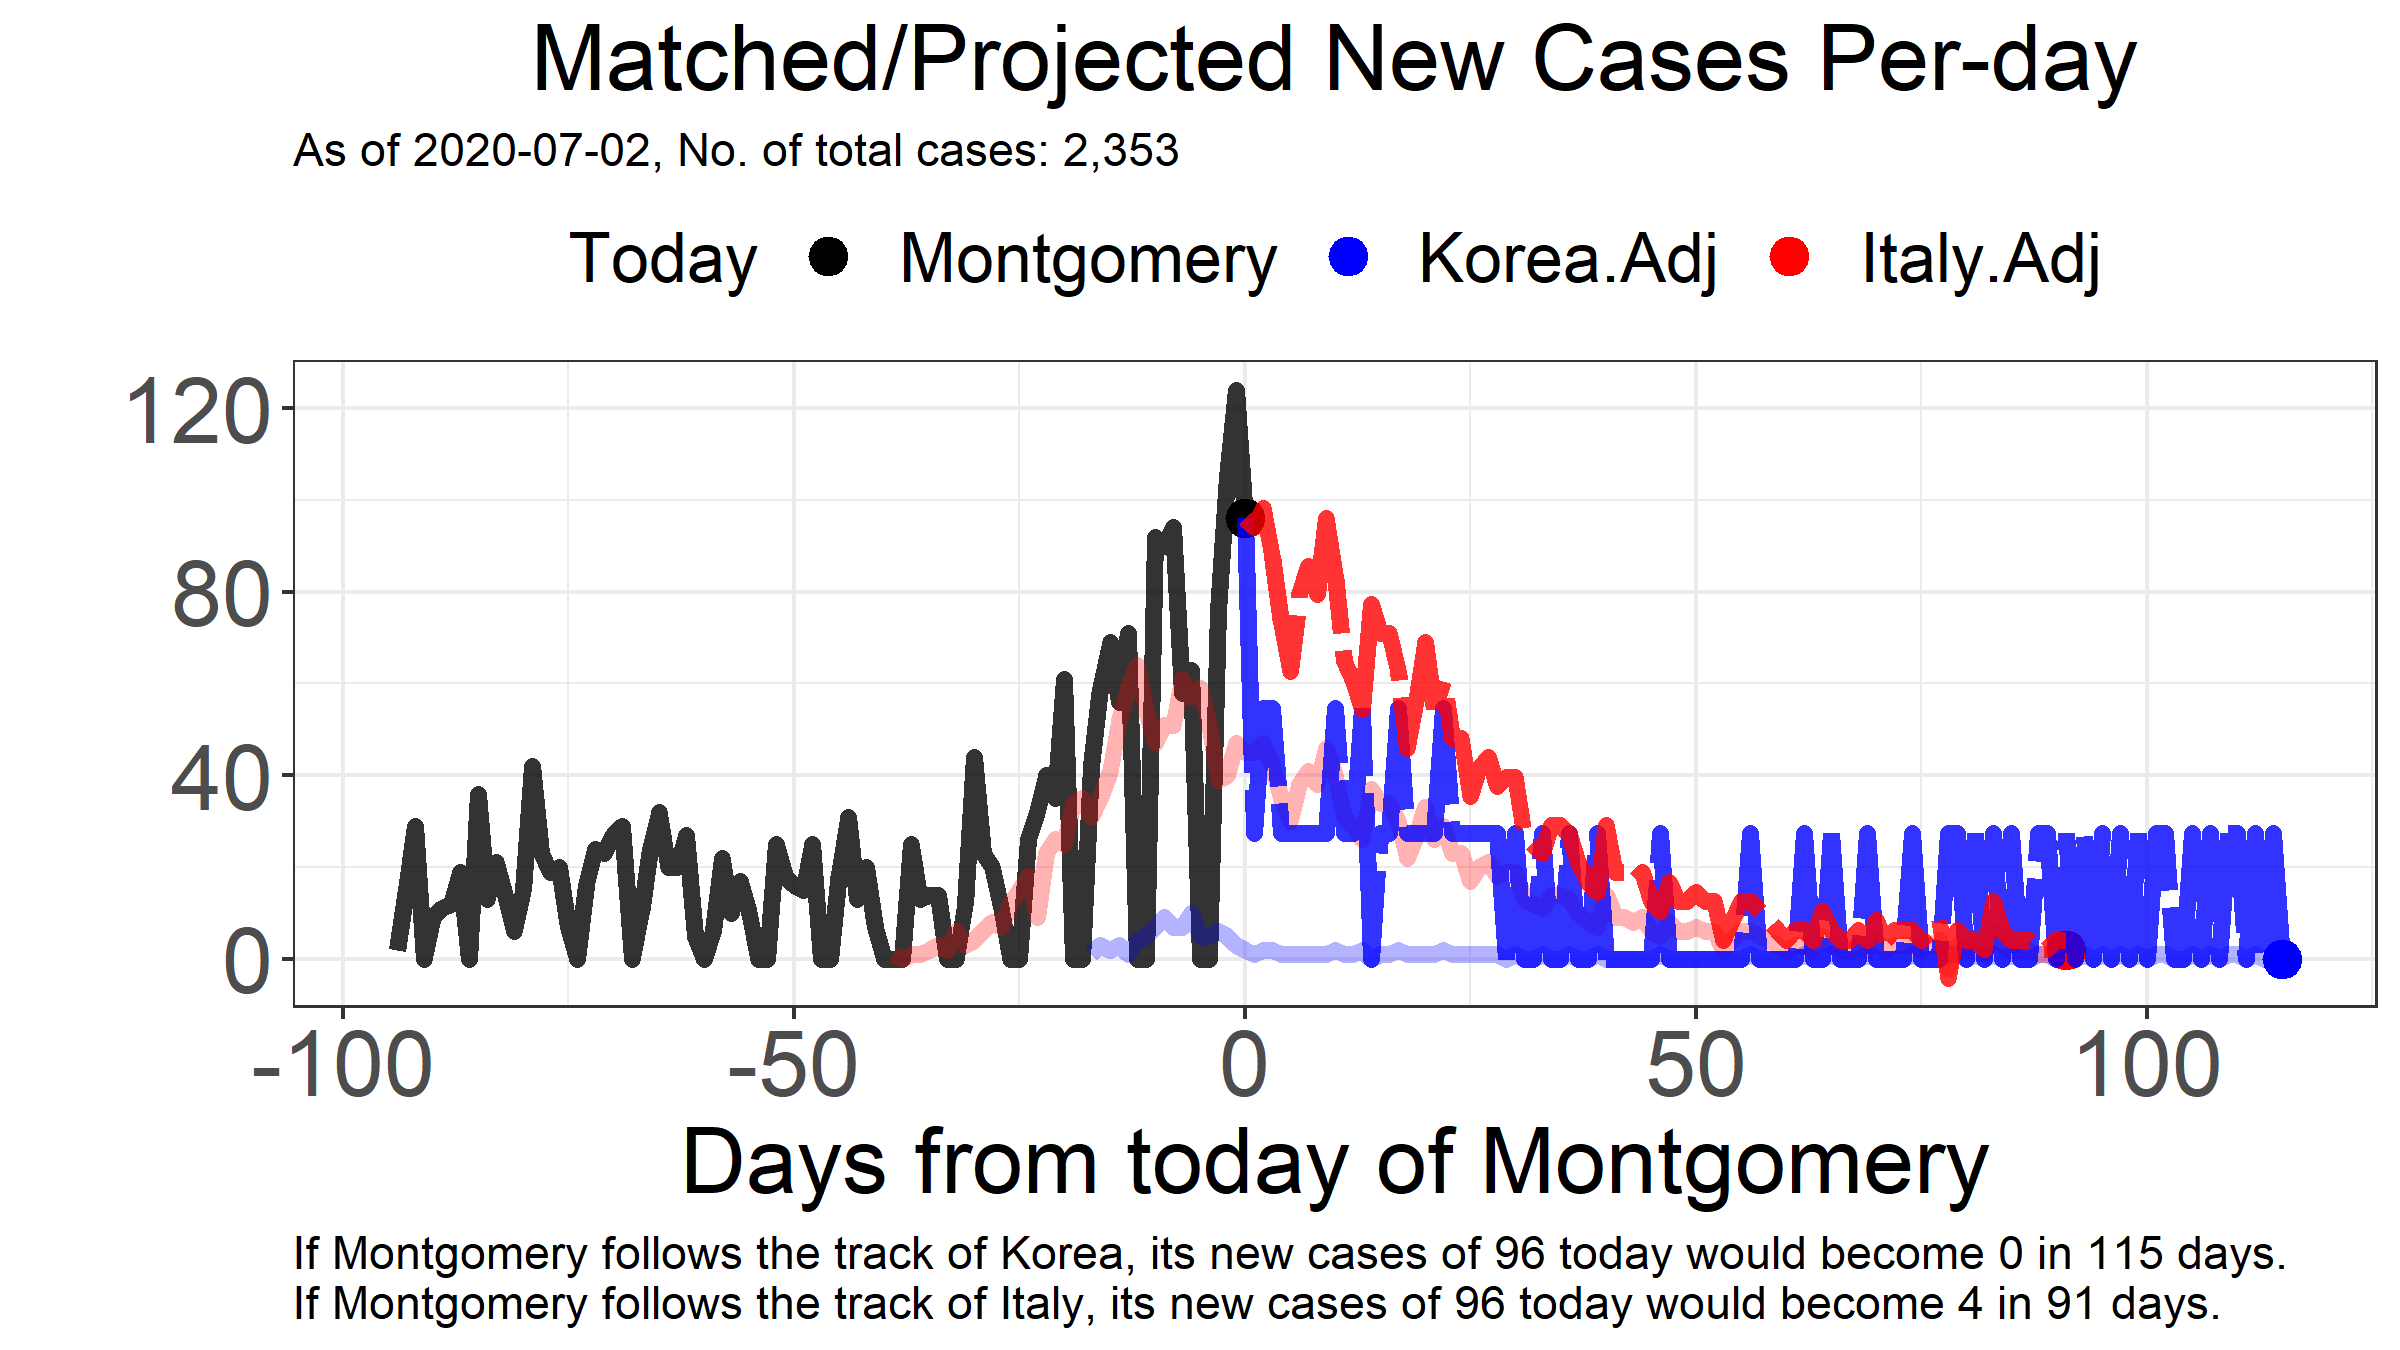 Matched/Projected New Cases Per-day
As of 2020-07-02, No. of total cases: 2,353
Today Montgomery Korea.Adj Italy.Adj
120
80
40
0
-100 -50 0 50 100
Days from today of Montgomery
If Montgomery follows the track of Korea, its new cases of 96 today would become 0 in 115 days.
If Montgomery follows the track of Italy, its new cases of 96 today would become 4 in 91 days.